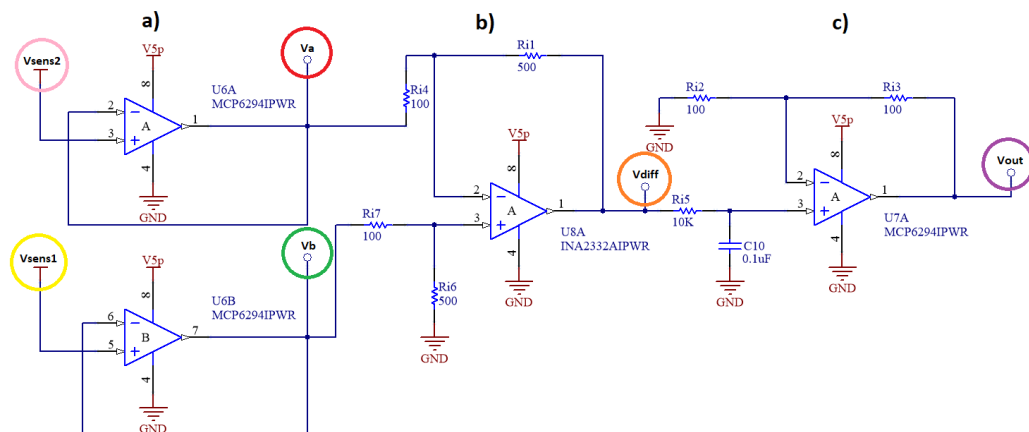 a)
b)
c)
Vsens2
V5p
8
2
3
A
1
4
GND
U6A
MCP6294IPWR
Va
Ri4
100
Ri1
500
V5p
8
2
3
A
1
4
GND
U8A
INA2332AIPWR
Vdiff
Ri5
10K
C10
0.1uF
GND
Ri2
100
GND
Ri3
100
V5p
8
2
3
A
1
4
GND
U7A
MCP6294IPWR
Vout
Vsens1
V5p
8
6
5
B
7
4
GND
U6B
MCP6294IPWR
Vb
Ri7
100
Ri6
500
GND